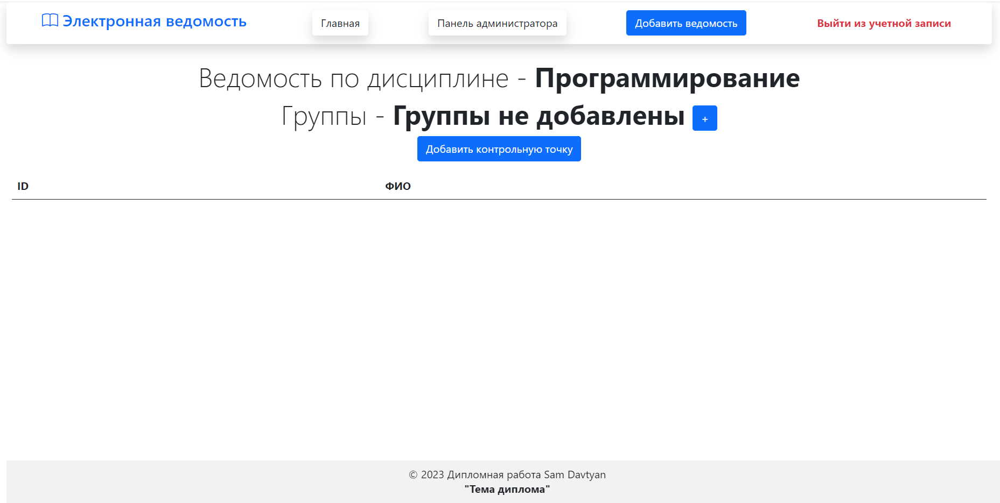 Электронная ведомость
Главная
Панель администратора
Добавить ведомость
Выйти из учетной записи
Ведомость по дисциплине - Программирование
Группы - Группы не добавлены +
Добавить контрольную точку
ID ФИО
© 2023 Дипломная работа Sam Davtyan
"Тема диплома"